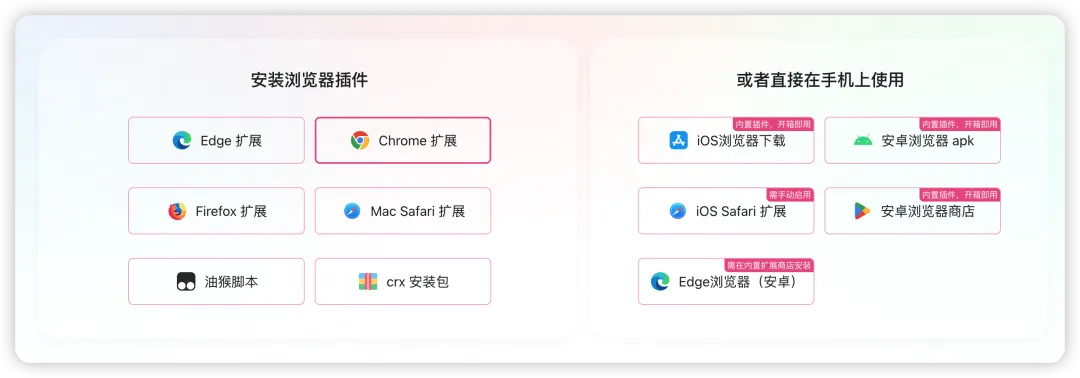 安装浏览器插件
Edge 扩展
Chrome 扩展
Firefox 扩展
Mac Safari 扩展
油猴脚本
crx 安装包
或者直接在手机上使用
内置插件，开箱即用
iOS浏览器下载
内置插件，开箱即用
安卓浏览器 apk
需手动启用
iOS Safari 扩展
内置插件，开箱即用
安卓浏览器商店
需在内置扩展商店安装
Edge浏览器（安卓）